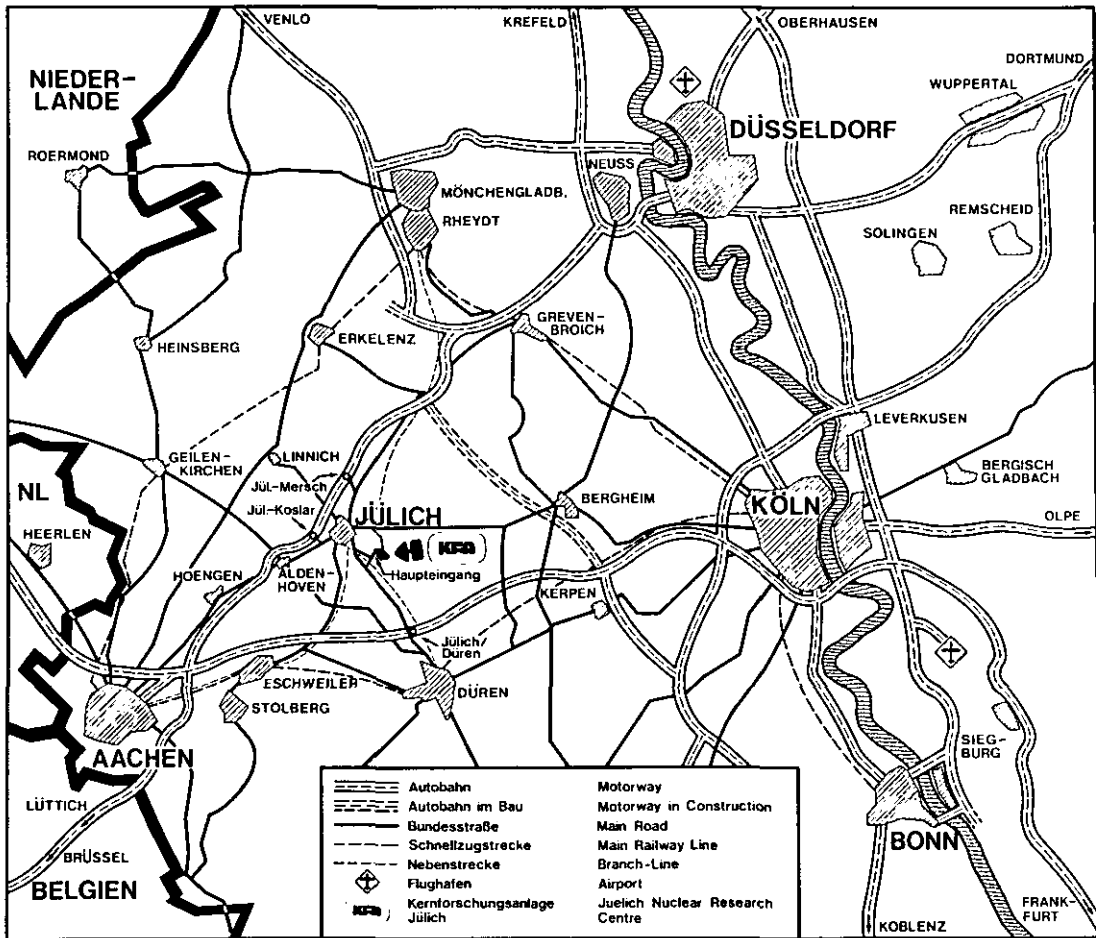 VENLO
KREFELD
OBERHAUSEN
DORTMUND
NIEDER-
LANDE
WUPPERTAL
DÜSSELDORF
ROERMOND
NEUSS
MÖNCHENGLADB.
RHEYDT
REMSCHEID
SOLINGEN
GREVEN-
BROICH
ERKELENZ
HEINSBERG
LEVERKUSEN
LINNICH
GEILEN-
KIRCHEN
BERGISCH
GLADBACH
NL
Jül.-Mersch
BERGHEIM
KÖLN
Jül.-Koslar
JÜLICH
OLPE
HEERLEN
KFA
HOENGEN
ALDEN-
HOVEN
Haupteingang
KERPEN
Jülich/
Düren
ESCHWEILER
DÜREN
STOLBERG
AACHEN
SIEG-
BURG
LÜTTICH
BONN
BRÜSSEL
BELGIEN
KOBLENZ
FRANK-
FURT
Autobahn Motorway
Autobahn im Bau Motorway in Construction
Bundesstraße Main Road
Schnellzugstrecke Main Railway Line
Nebenstrecke Branch-Line
Flughafen Airport
KFA Kernforschungsanlage Juelich Nuclear Research
Jülich Centre